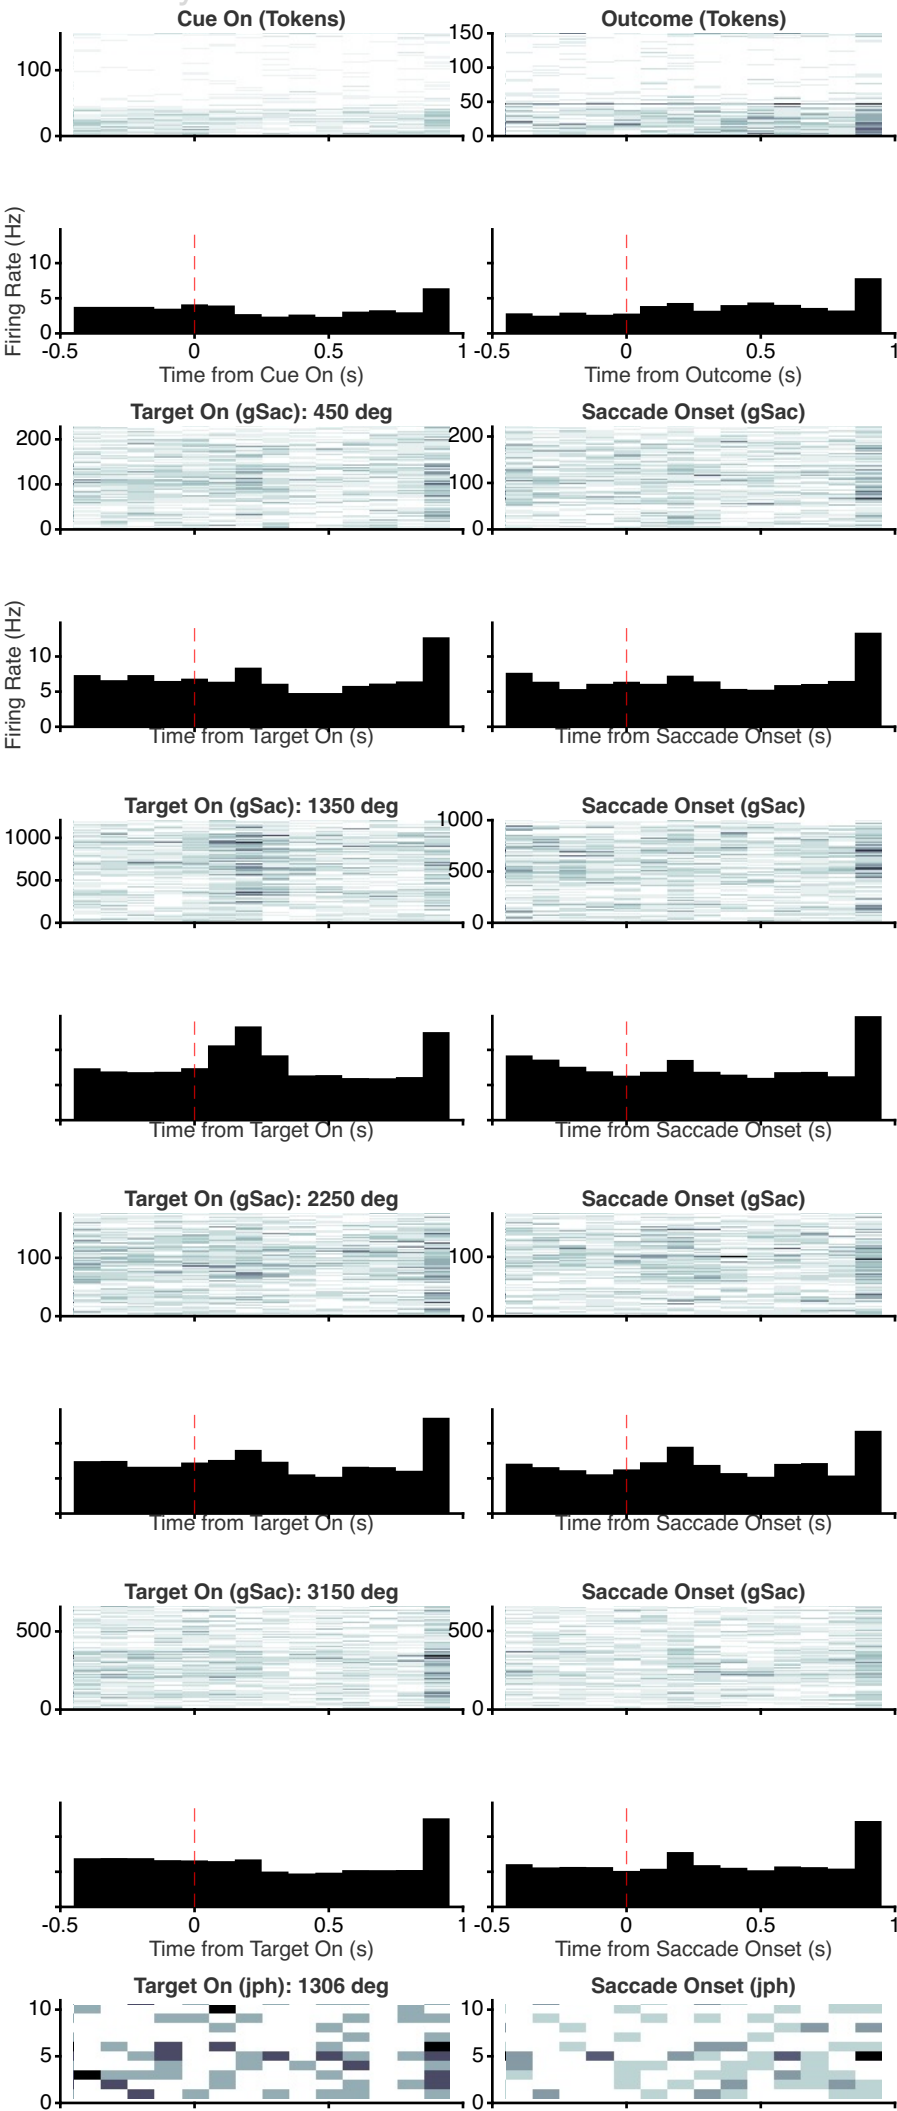 Cue On (Tokens)
Outcome (Tokens)
100
0
150
100
50
0
Firing Rate (Hz)
10
5
0
-0.5
0
0.5
1
-0.5
0
0.5
1
Time from Cue On (s)
Time from Outcome (s)
Target On (gSac): 450 deg
Saccade Onset (gSac)
200
100
0
200
100
0
Firing Rate (Hz)
10
5
0
Time from Target On (s)
Time from Saccade Onset (s)
Target On (gSac): 1350 deg
Saccade Onset (gSac)
1000
500
0
1000
500
0
Time from Target On (s)
Time from Saccade Onset (s)
Target On (gSac): 2250 deg
Saccade Onset (gSac)
100
0
100
0
Time from Target On (s)
Time from Saccade Onset (s)
Target On (gSac): 3150 deg
Saccade Onset (gSac)
500
0
500
0
-0.5
0
0.5
1
-0.5
0
0.5
1
Time from Target On (s)
Time from Saccade Onset (s)
Target On (jph): 1306 deg
Saccade Onset (jph)
10
5
0
10
5
0